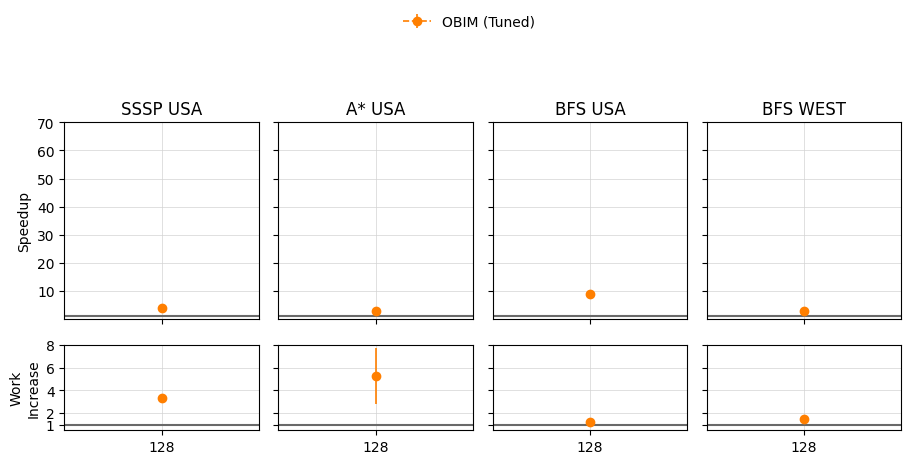 OBIM (Tuned)
SSSP USA
A* USA
BFS USA
BFS WEST
70
60
50
40
30
20
10
Speedup
8
6
4
2
1
Work
Increase
128
128
128
128